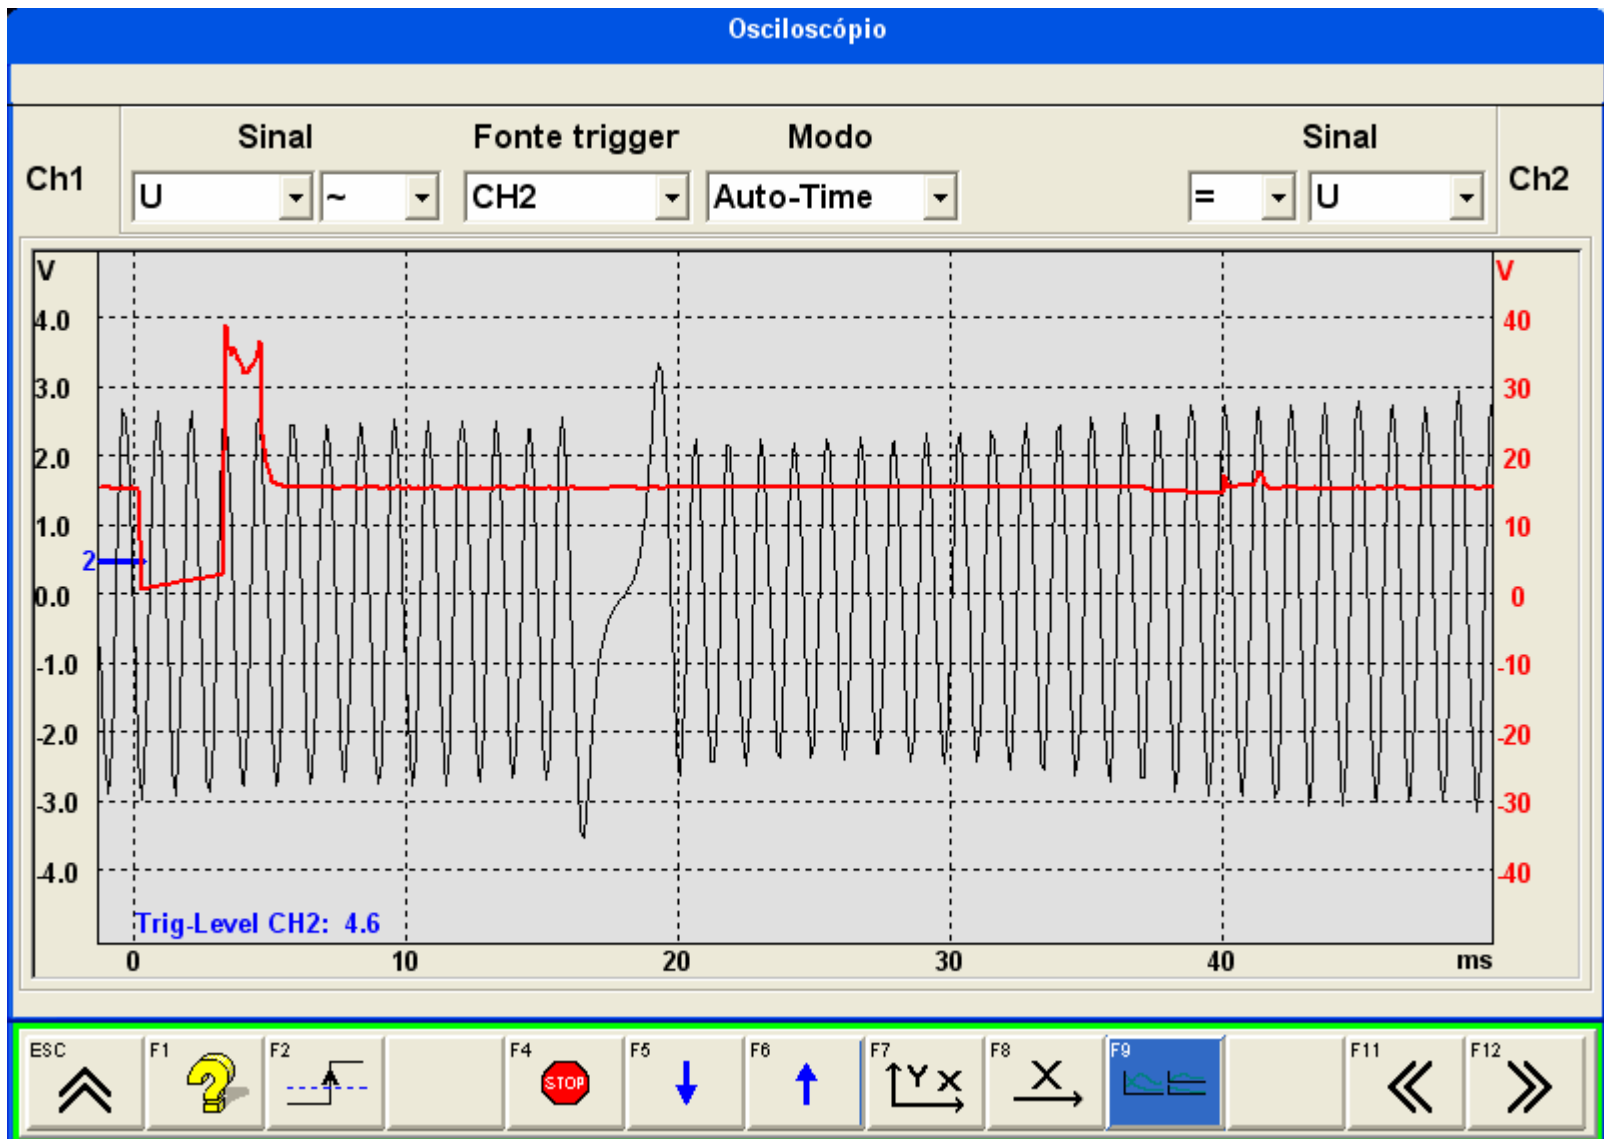 Osciloscópio
Sinal Fonte trigger Modo Sinal
Ch1 U ~ CH2 Auto-Time = U Ch2
V V
4.0 40
3.0 30
2.0 20
1.0 10
2
0.0 0
-1.0 -10
-2.0 -20
-3.0 -30
-4.0 -40
Trig-Level CH2: 4.6
0 10 20 30 40 ms
ESC F1 F2 F4 F5 F6 F7 F8 F9 F11 F12
? STOP Y X X